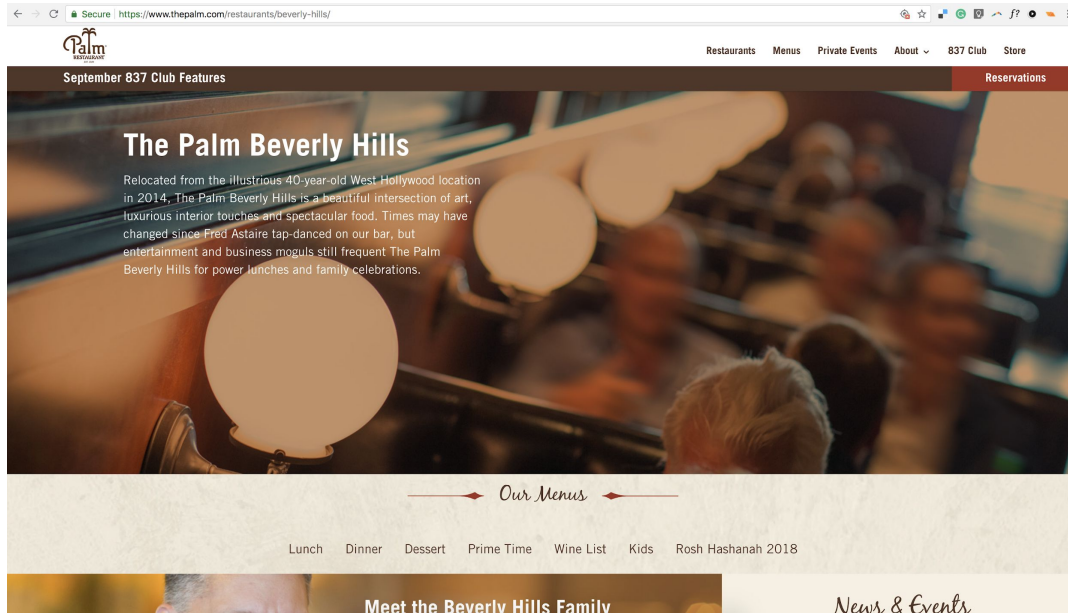 Secure | https://www.thepalm.com/restaurants/beverly-hills/
f?
Palm
RESTAURANT
Restaurants Menus Private Events About 837 Club Store
September 837 Club Features
Reservations
The Palm Beverly Hills
Relocated from the illustrious 40-year-old West Hollywood location
in 2014, The Palm Beverly Hills is a beautiful intersection of art,
luxurious interior touches and spectacular food. Times may have
changed since Fred Astaire tap-danced on our bar, but
entertainment and business moguls still frequent The Palm
Beverly Hills for power lunches and family celebrations.
Our Menus
Lunch Dinner Dessert Prime Time Wine List Kids Rosh Hashanah 2018
Meet the Beverly Hills Family
News & Events